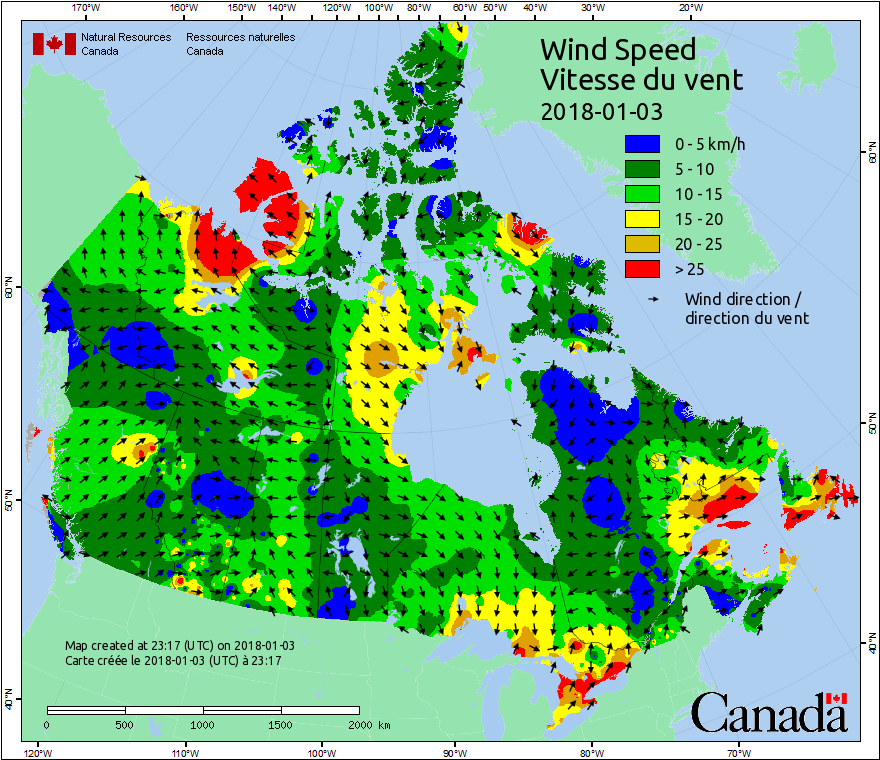 170°W 160°W 150°W 140°W 120°W 100°W 80°W 60°W 50°W 40°W 30°W 20°W
Natural Resources Canada
Ressources naturelles Canada
Wind Speed
Vitesse du vent
2018-01-03
0 - 5 km/h
5 - 10
10 - 15
15 - 20
20 - 25
> 25
Wind direction /
direction du vent
60°N
60°N
50°N
50°N
40°N
40°N
Map created at 23:17 (UTC) on 2018-01-03
Carte créée le 2018-01-03 (UTC) à 23:17
0 500 1000 1500 2000 km
Canada
120°W 110°W 100°W 90°W 80°W 70°W